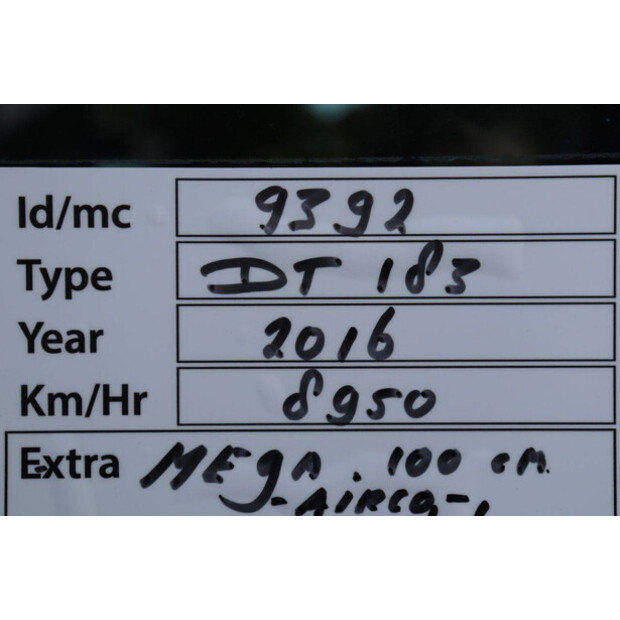 Id/mc 9392
Type DT 183
Year 2016
Km/Hr 8950
Extra MEgA. 100 cm.
-AIRCO-